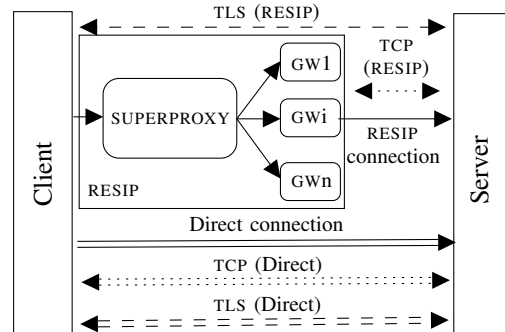 TLS (RESIP)
GW1
TCP
(RESIP)
SUPERPROXY
GWi
RESIP
connection
GWn
RESIP
Client
Server
Direct connection
TCP (Direct)
TLS (Direct)